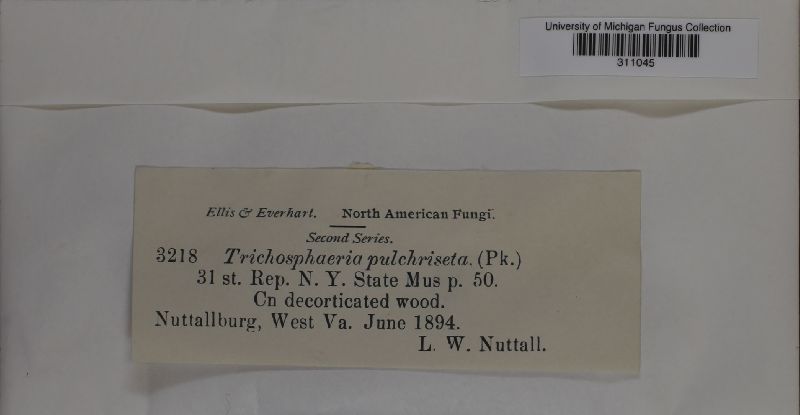 University of Michigan Fungus Collection
311045
Ellis & Everhart. North American Fungi.
Second Series.
3218 Trichosphaeria pulchriseta. (Pk.)
31 st. Rep. N. Y. State Mus p. 50.
Cn decorticated wood.
Nuttallburg, West Va. June 1894.
L. W. Nuttall.